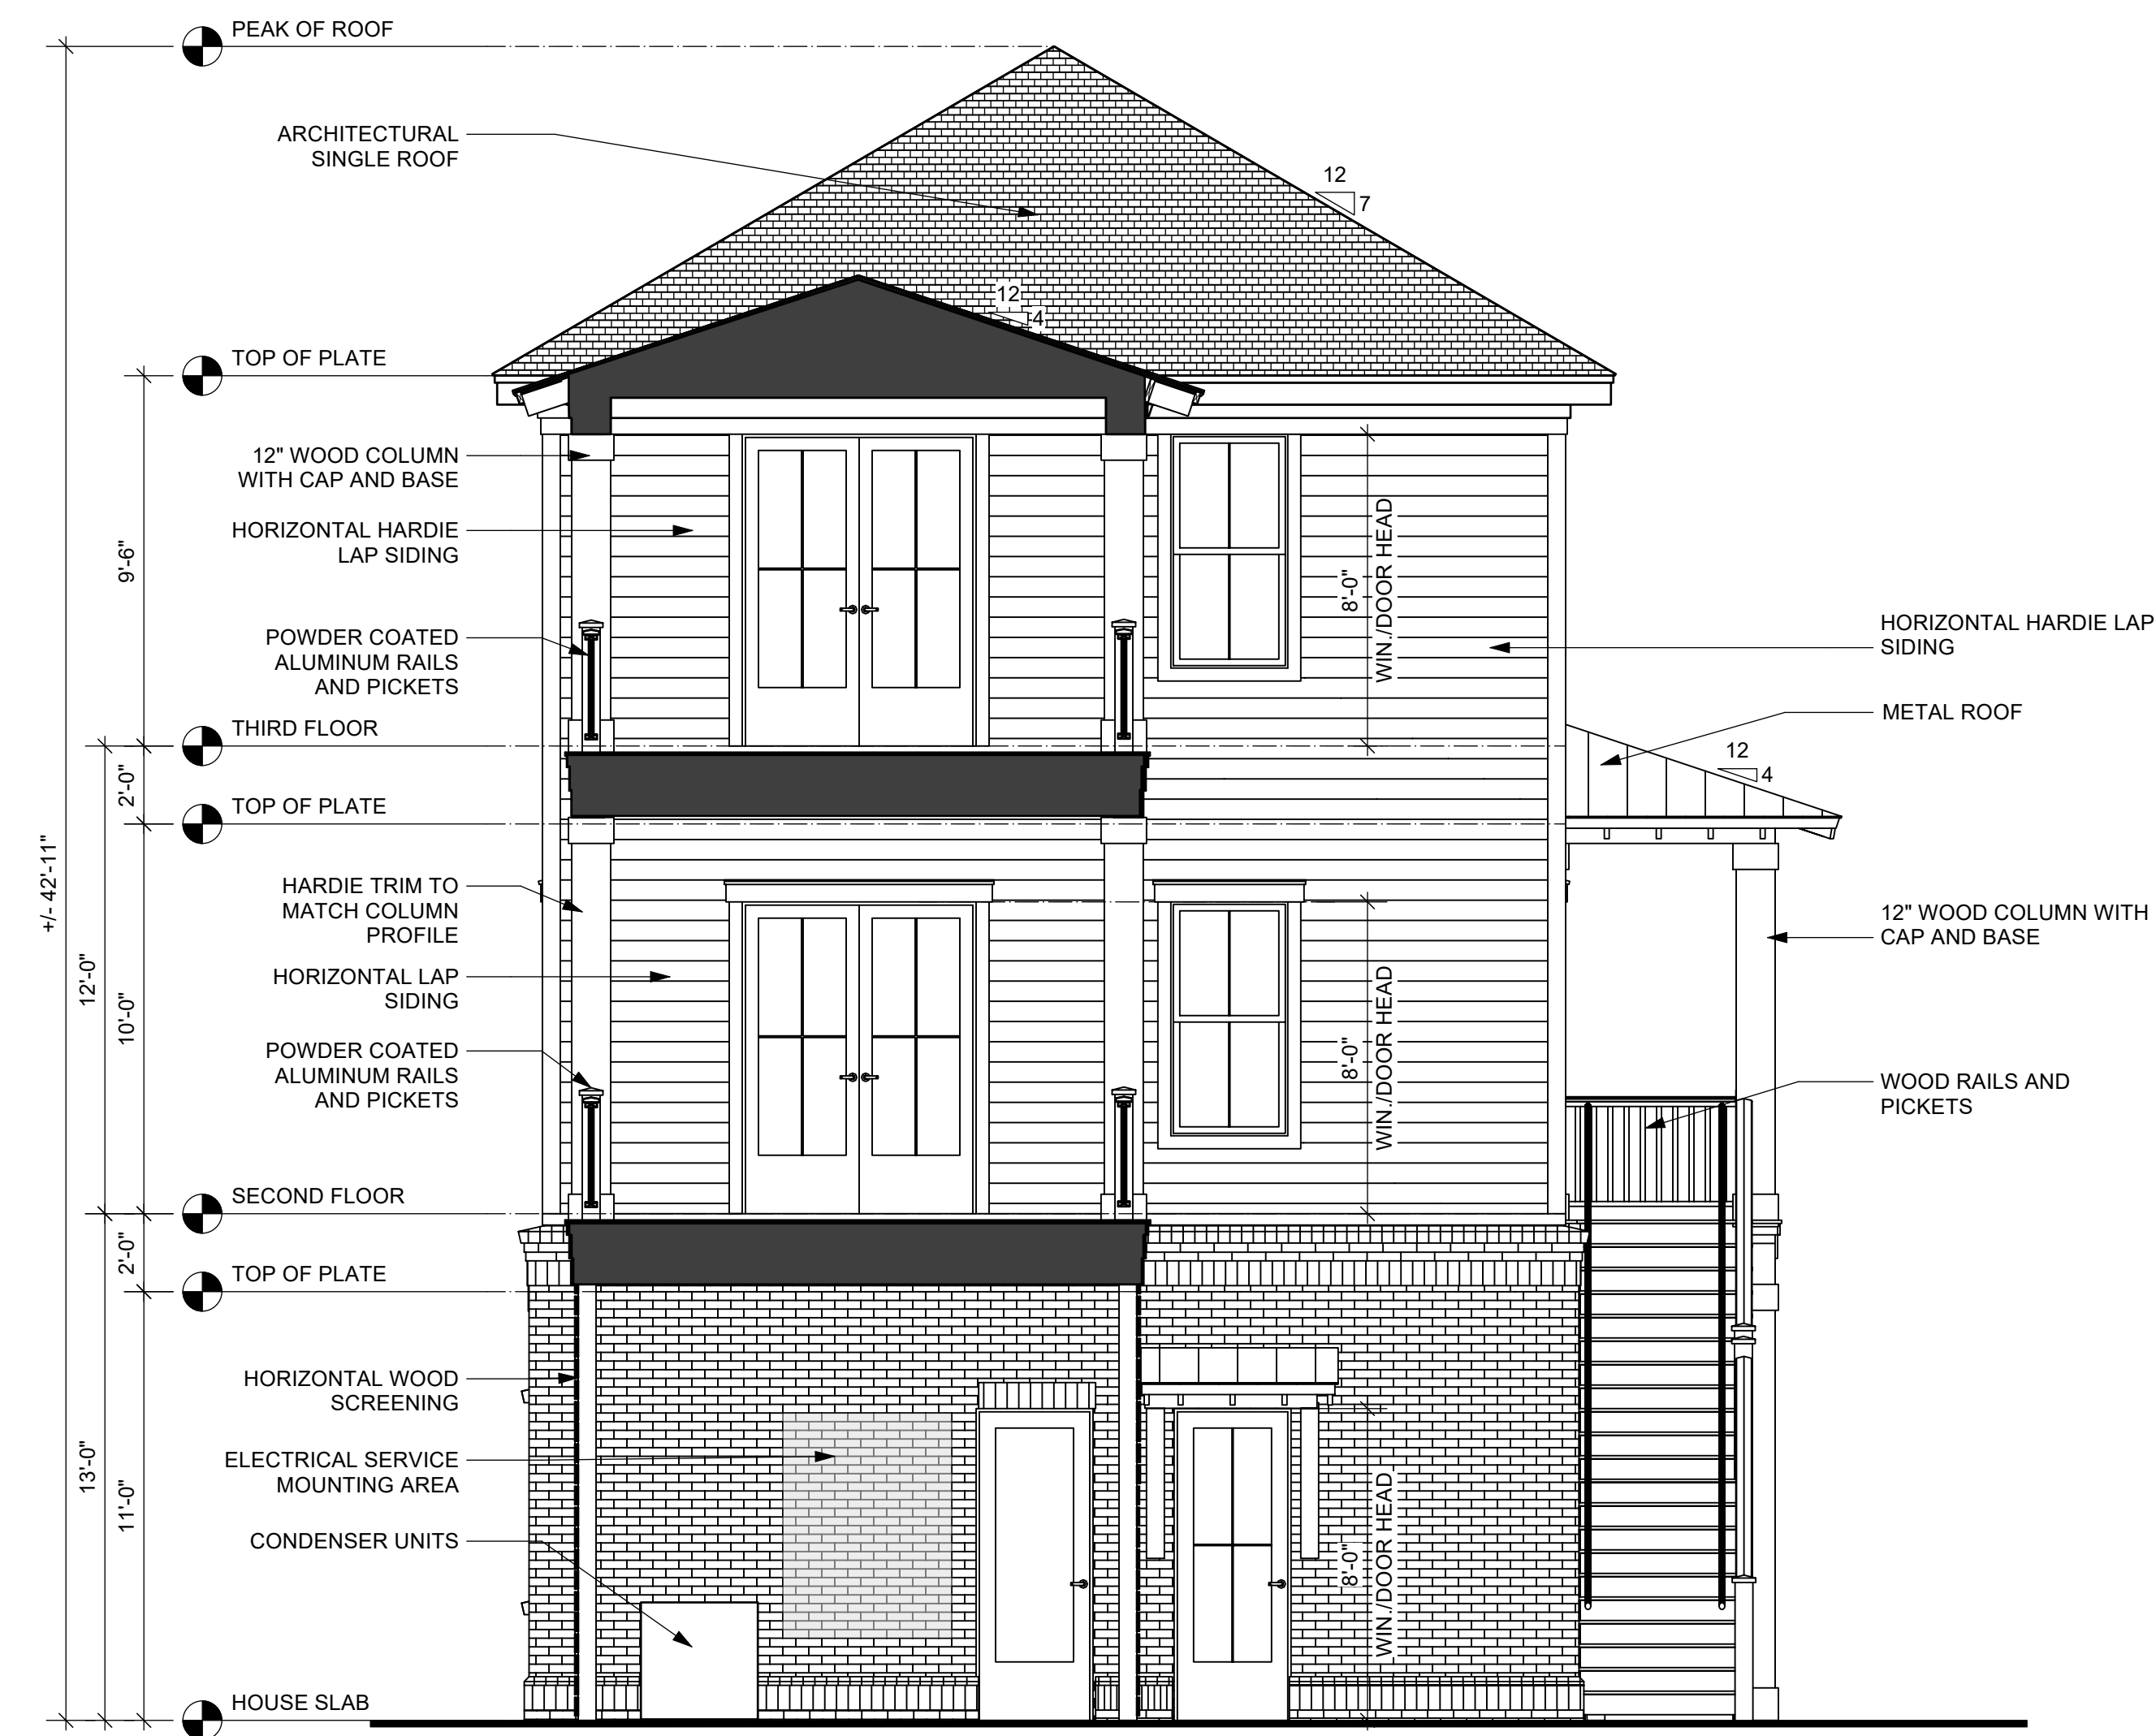 PEAK OF ROOF
ARCHITECTURAL
SINGLE ROOF
12
7
12
4
TOP OF PLATE
12" WOOD COLUMN
WITH CAP AND BASE
HORIZONTAL HARDIE
LAP SIDING
9'-6"
8'-0"
WIN./DOOR HEAD
POWDER COATED
ALUMINUM RAILS
AND PICKETS
HORIZONTAL HARDIE LAP
SIDING
METAL ROOF
THIRD FLOOR
12
4
2'-0"
TOP OF PLATE
+/- 42'-11"
HARDIE TRIM TO
MATCH COLUMN
PROFILE
12" WOOD COLUMN WITH
CAP AND BASE
HORIZONTAL LAP
SIDING
12'-0"
10'-0"
8'-0"
WIN./DOOR HEAD
POWDER COATED
ALUMINUM RAILS
AND PICKETS
WOOD RAILS AND
PICKETS
SECOND FLOOR
2'-0"
TOP OF PLATE
HORIZONTAL WOOD
SCREENING
ELECTRICAL SERVICE
MOUNTING AREA
13'-0"
11'-0"
8'-0"
WIN./DOOR HEAD
CONDENSER UNITS
HOUSE SLAB